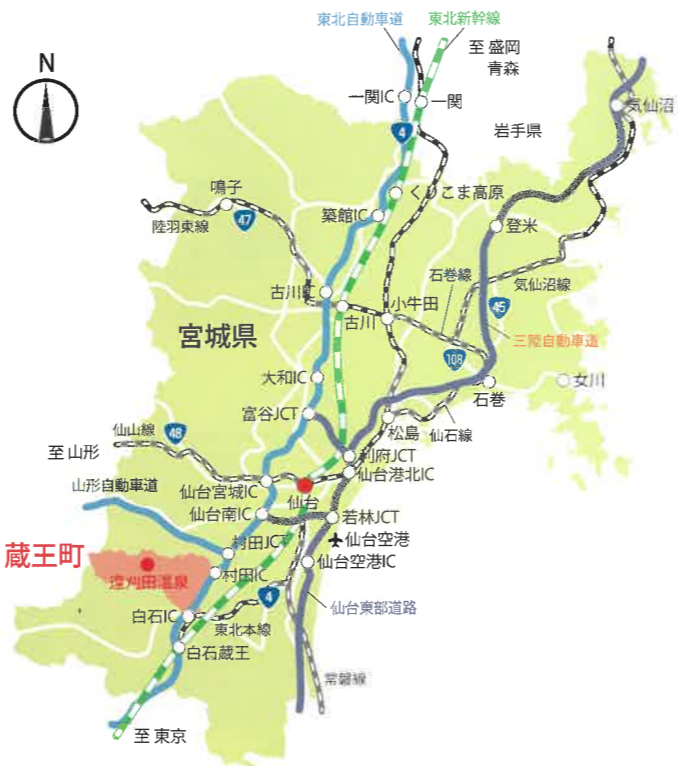 東北自動車道
東北新幹線
至 盛岡
青森
N
一関IC
一関
4
岩手県
気仙沼
鳴子
47
陸羽東線
くりこま高原
築館IC
登米
石巻線
気仙沼線
古川IC
古川
小牛田
45
三陸自動車道
宮城県
108
大和IC
石巻
女川
富谷JCT
松島
仙石線
仙山線
48
至 山形
利府JCT
仙台港北IC
山形自動車道
仙台宮城IC
仙台
仙台南IC
若林JCT
仙台空港
蔵王町
村田JCT
仙台空港IC
遠刈田温泉
村田IC
4
仙台東部道路
白石IC
東北本線
白石蔵王
常磐線
至 東京